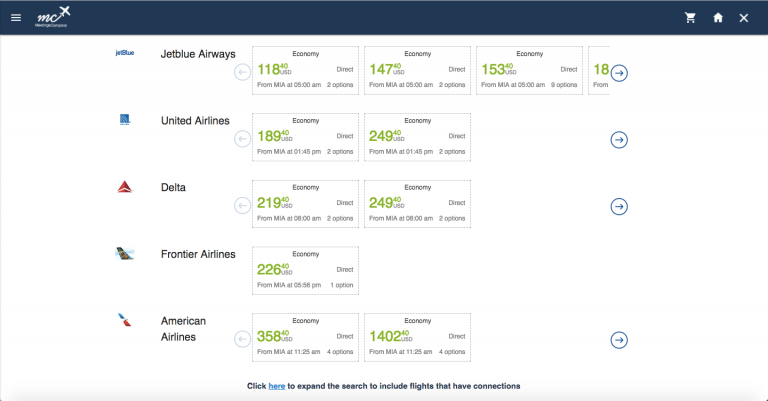 mc
MeetingsComplete
jetBlue
Jetblue Airways
Economy
118 40 USD Direct
From MIA at 05:00 am 2 options
Economy
147 40 USD Direct
From MIA at 05:00 am 2 options
Economy
153 40 USD Direct
From MIA at 05:00 am 9 options
18
From M
United Airlines
Economy
189 40 USD Direct
From MIA at 01:45 pm 2 options
Economy
249 40 USD Direct
From MIA at 01:45 pm 2 options
Delta
Economy
219 40 USD Direct
From MIA at 08:00 am 2 options
Economy
249 40 USD Direct
From MIA at 08:00 am 2 options
Frontier Airlines
Economy
226 40 USD Direct
From MIA at 05:56 pm 1 option
American
Airlines
Economy
358 40 USD Direct
From MIA at 11:25 am 4 options
Economy
1402 40 USD Direct
From MIA at 11:25 am 4 options
Click here to expand the search to include flights that have connections